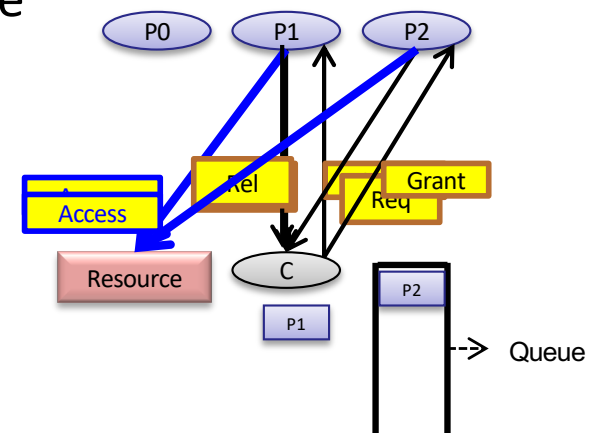 e
P0
P1
P2
Rel
Grant
Req
Access
Resource
C
P1
P2
Queue